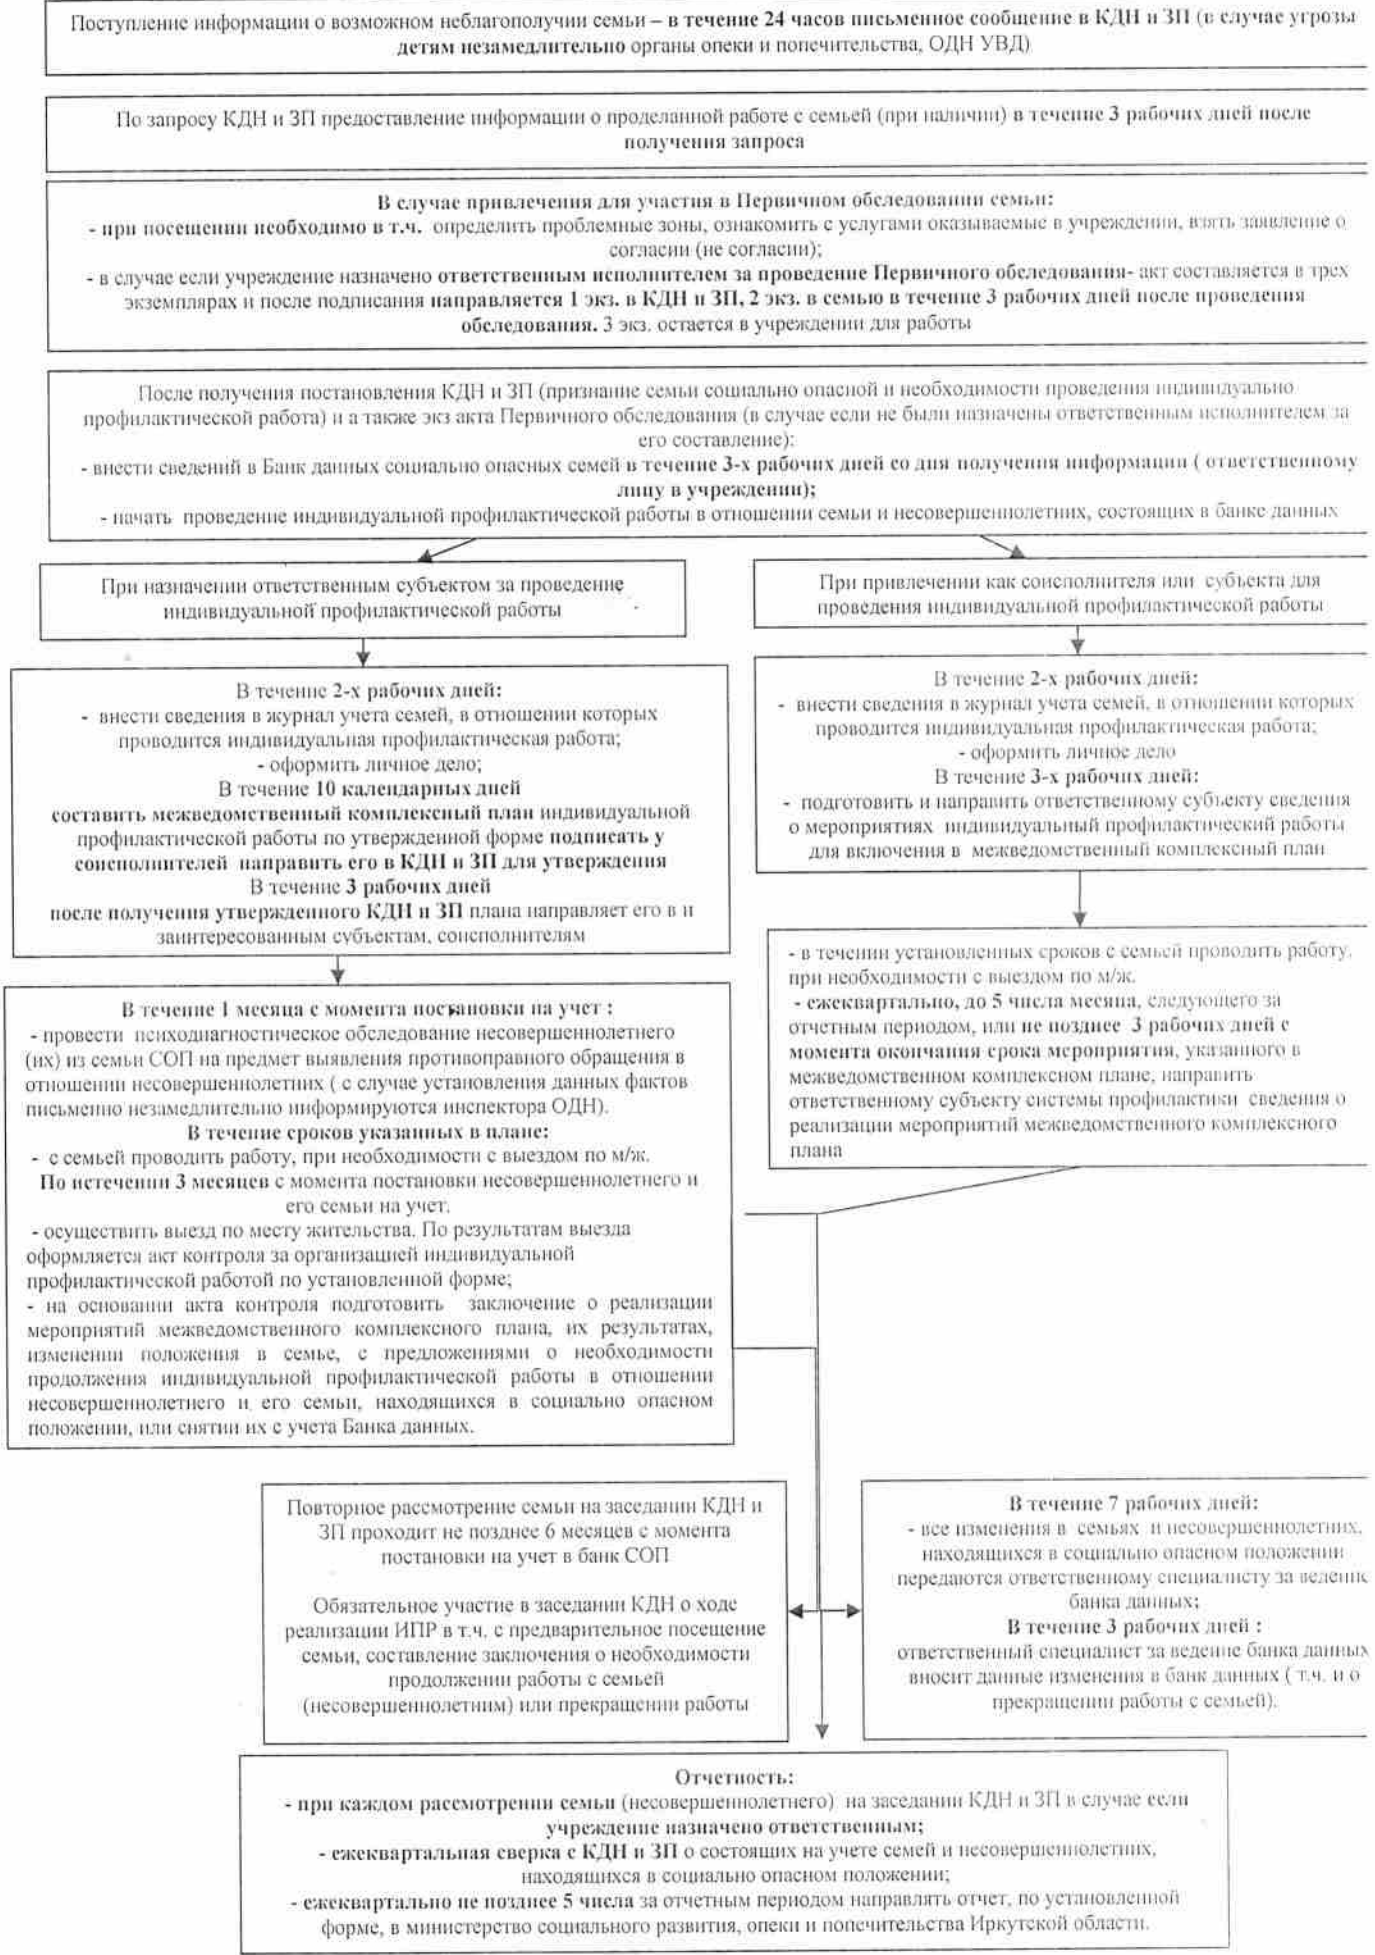 Поступление информации о возможном неблагополучии семьи – в течение 24 часов письменное сообщение в КДН и ЗП (в случае угрозы
детям незамедлительно органы опеки и попечительства, ОДН УВД)
По запросу КДН и ЗП предоставление информации о проделанной работе с семьей (при наличии) в течение 3 рабочих дней после
получения запроса
В случае привлечения для участия в Первичном обследовании семьи:
- при посещении необходимо в т.ч. определить проблемные зоны, ознакомить с услугами оказываемые в учреждении, взять заявление о
согласии (не согласии);
- в случае если учреждение назначено ответственным исполнителем за проведение Первичного обследования- акт составляется в трех
экземплярах и после подписания направляется 1 экз. в КДН и ЗП, 2 экз. в семью в течение 3 рабочих дней после проведения
обследования. 3 экз. остается в учреждении для работы
После получения постановления КДН и ЗП (признание семьи социально опасной и необходимости проведения индивидуально
профилактической работа) и а также экз акта Первичного обследования (в случае если не были назначены ответственным исполнителем за
его составление):
- внести сведений в Банк данных социально опасных семей в течение 3-х рабочих дней со дня получения информации ( ответственному
лицу в учреждении);
- начать проведение индивидуальной профилактической работы в отношении семьи и несовершеннолетних, состоящих в банке данных
При назначении ответственным субъектом за проведение
индивидуальной профилактической работы
При привлечении как соисполнителя или субъекта для
проведения индивидуальной профилактической работы
В течение 2-х рабочих дней:
- внести сведения в журнал учета семей, в отношении которых
проводится индивидуальная профилактическая работа;
- оформить личное дело;
В течение 10 календарных дней
составить межведомственный комплексный план индивидуальной
профилактической работы по утвержденной форме подписать у
соисполнителей направить его в КДН и ЗП для утверждения
В течение 3 рабочих дней
после получения утвержденного КДН и ЗП плана направляет его в и
заинтересованным субъектам, соисполнителям
В течение 2-х рабочих дней:
- внести сведения в журнал учета семей, в отношении которых
проводится индивидуальная профилактическая работа;
- оформить личное дело
В течение 3-х рабочих дней:
- подготовить и направить ответственному субъекту сведения
о мероприятиях индивидуальный профилактический работы
для включения в межведомственный комплексный план
- в течении установленных сроков с семьей проводить работу,
при необходимости с выездом по м/ж.
- ежеквартально, до 5 числа месяца, следующего за
отчетным периодом, или не позднее 3 рабочих дней с
момента окончания срока мероприятия, указанного в
межведомственном комплексном плане, направить
ответственному субъекту системы профилактики сведения о
реализации мероприятий межведомственного комплексного
плана
В течение 1 месяца с момента постановки на учет :
- провести психодиагностическое обследование несовершеннолетнего
(их) из семьи СОП на предмет выявления противоправного обращения в
отношении несовершеннолетних ( с случае установления данных фактов
письменно незамедлительно информируются инспектора ОДН).
В течение сроков указанных в плане:
- с семьей проводить работу, при необходимости с выездом по м/ж.
По истечении 3 месяцев с момента постановки несовершеннолетнего и
его семьи на учет.
- осуществить выезд по месту жительства. По результатам выезда
оформляется акт контроля за организацией индивидуальной
профилактической работой по установленной форме;
- на основании акта контроля подготовить заключение о реализации
мероприятий межведомственного комплексного плана, их результатах,
изменении положения в семье, с предложениями о необходимости
продолжения индивидуальной профилактической работы в отношении
несовершеннолетнего и его семьи, находящихся в социально опасном
положении, или снятии их с учета Банка данных.
Повторное рассмотрение семьи на заседании КДН и
ЗП проходит не позднее 6 месяцев с момента
постановки на учет в банк СОП
Обязательное участие в заседании КДН о ходе
реализации ИПР в т.ч. с предварительное посещение
семьи, составление заключения о необходимости
продолжении работы с семьей
(несовершеннолетним) или прекращении работы
В течение 7 рабочих дней:
- все изменения в семьях и несовершеннолетних,
находящихся в социально опасном положении
передаются ответственному специалисту за ведение
банка данных;
В течение 3 рабочих дней :
ответственный специалист за ведение банка данных
вносит данные изменения в банк данных ( т.ч. и о
прекращении работы с семьей).
Отчетность:
- при каждом рассмотрении семьи (несовершеннолетнего) на заседании КДН и ЗП в случае если
учреждение назначено ответственным;
- ежеквартальная сверка с КДН и ЗП о состоящих на учете семей и несовершеннолетних,
находящихся в социально опасном положении;
- ежеквартально не позднее 5 числа за отчетным периодом направлять отчет, по установленной
форме, в министерство социального развития, опеки и попечительства Иркутской области.